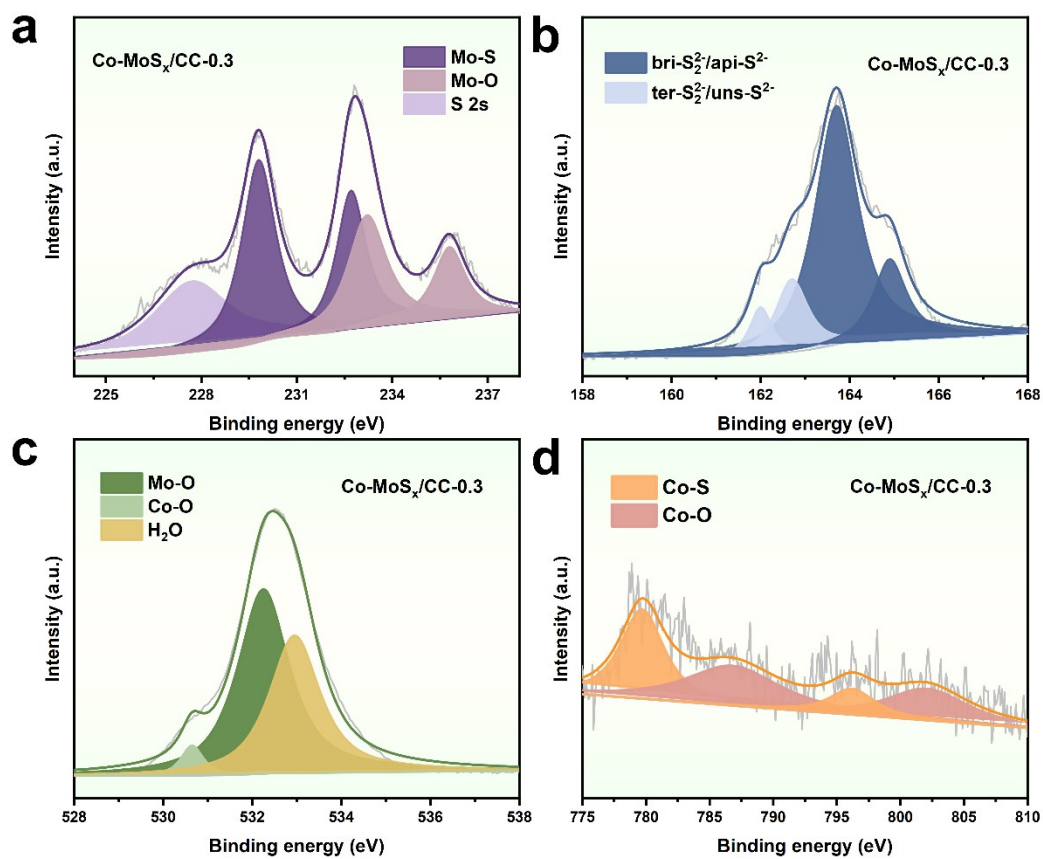 a
Co-MoSₓ/CC-0.3
Mo-S
Mo-O
S 2s
Intensity (a.u.)
225 228 231 234 237
Binding energy (eV)
b
bri-S₂²⁻/api-S²⁻
ter-S₂²⁻/uns-S²⁻
Co-MoSₓ/CC-0.3
Intensity (a.u.)
158 160 162 164 166 168
Binding energy (eV)
c
Mo-O
Co-O
H₂O
Co-MoSₓ/CC-0.3
Intensity (a.u.)
528 530 532 534 536 538
Binding energy (eV)
d
Co-S
Co-O
Co-MoSₓ/CC-0.3
Intensity (a.u.)
775 780 785 790 795 800 805 810
Binding energy (eV)